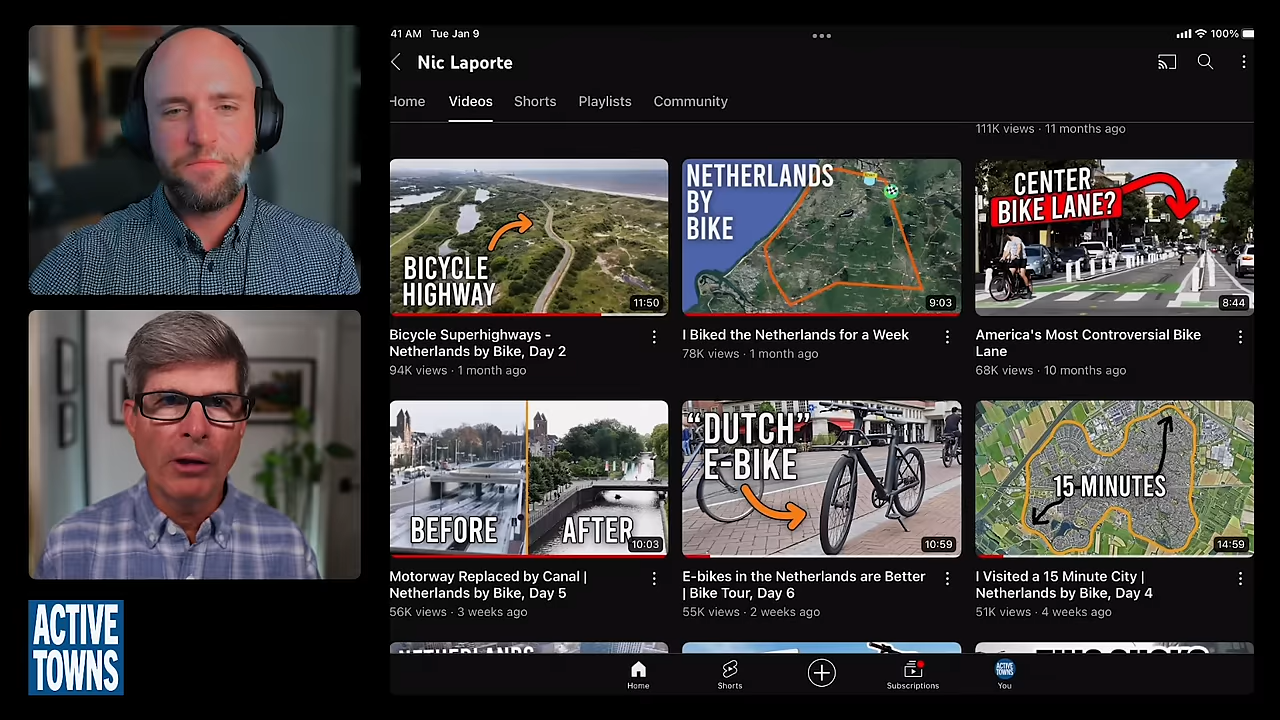 41 AM Tue Jan 9
100%
Nic Laporte
Home Videos Shorts Playlists Community
111K views · 11 months ago
BICYCLE
HIGHWAY
11:50
Bicycle Superhighways -
Netherlands by Bike, Day 2
94K views · 1 month ago
NETHERLANDS
BY
BIKE
9:03
I Biked the Netherlands for a Week
78K views · 1 month ago
CENTER
BIKE LANE?
8:44
America's Most Controversial Bike
Lane
68K views · 10 months ago
BEFORE AFTER
10:03
Motorway Replaced by Canal |
Netherlands by Bike, Day 5
56K views · 3 weeks ago
"DUTCH"
E-BIKE
10:59
E-bikes in the Netherlands are Better
| Bike Tour, Day 6
55K views · 2 weeks ago
15 MINUTES
14:59
I Visited a 15 Minute City |
Netherlands by Bike, Day 4
51K views · 4 weeks ago
NETHERLANDS
Home Shorts Subscriptions You
ACTIVE
TOWNS
ACTIVE
TOWNS